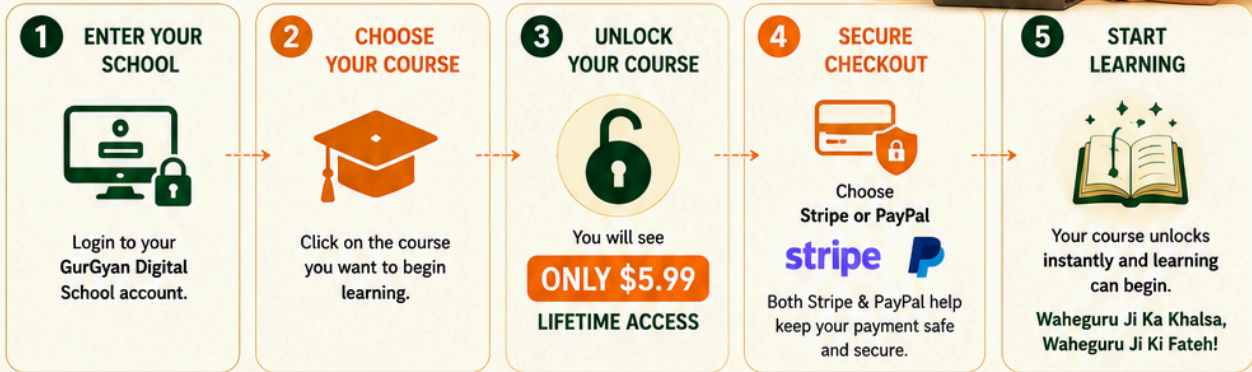 1
ENTER YOUR
SCHOOL
Login to your
GurGyan Digital
School account.
2
CHOOSE
YOUR COURSE
Click on the course
you want to begin
learning.
3
UNLOCK
YOUR COURSE
You will see
ONLY $5.99
LIFETIME ACCESS
4
SECURE
CHECKOUT
Choose
Stripe or PayPal
stripe
Both Stripe & PayPal help
keep your payment safe
and secure.
5
START
LEARNING
Your course unlocks
instantly and learning
can begin.
Waheguru Ji Ka Khalsa,
Waheguru Ji Ki Fateh!